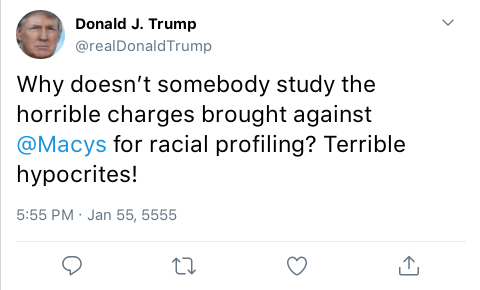 Donald J. Trump
@realDonaldTrump
Why doesn’t somebody study the
horrible charges brought against
@Macys for racial profiling? Terrible
hypocrites!
5:55 PM · Jan 55, 5555